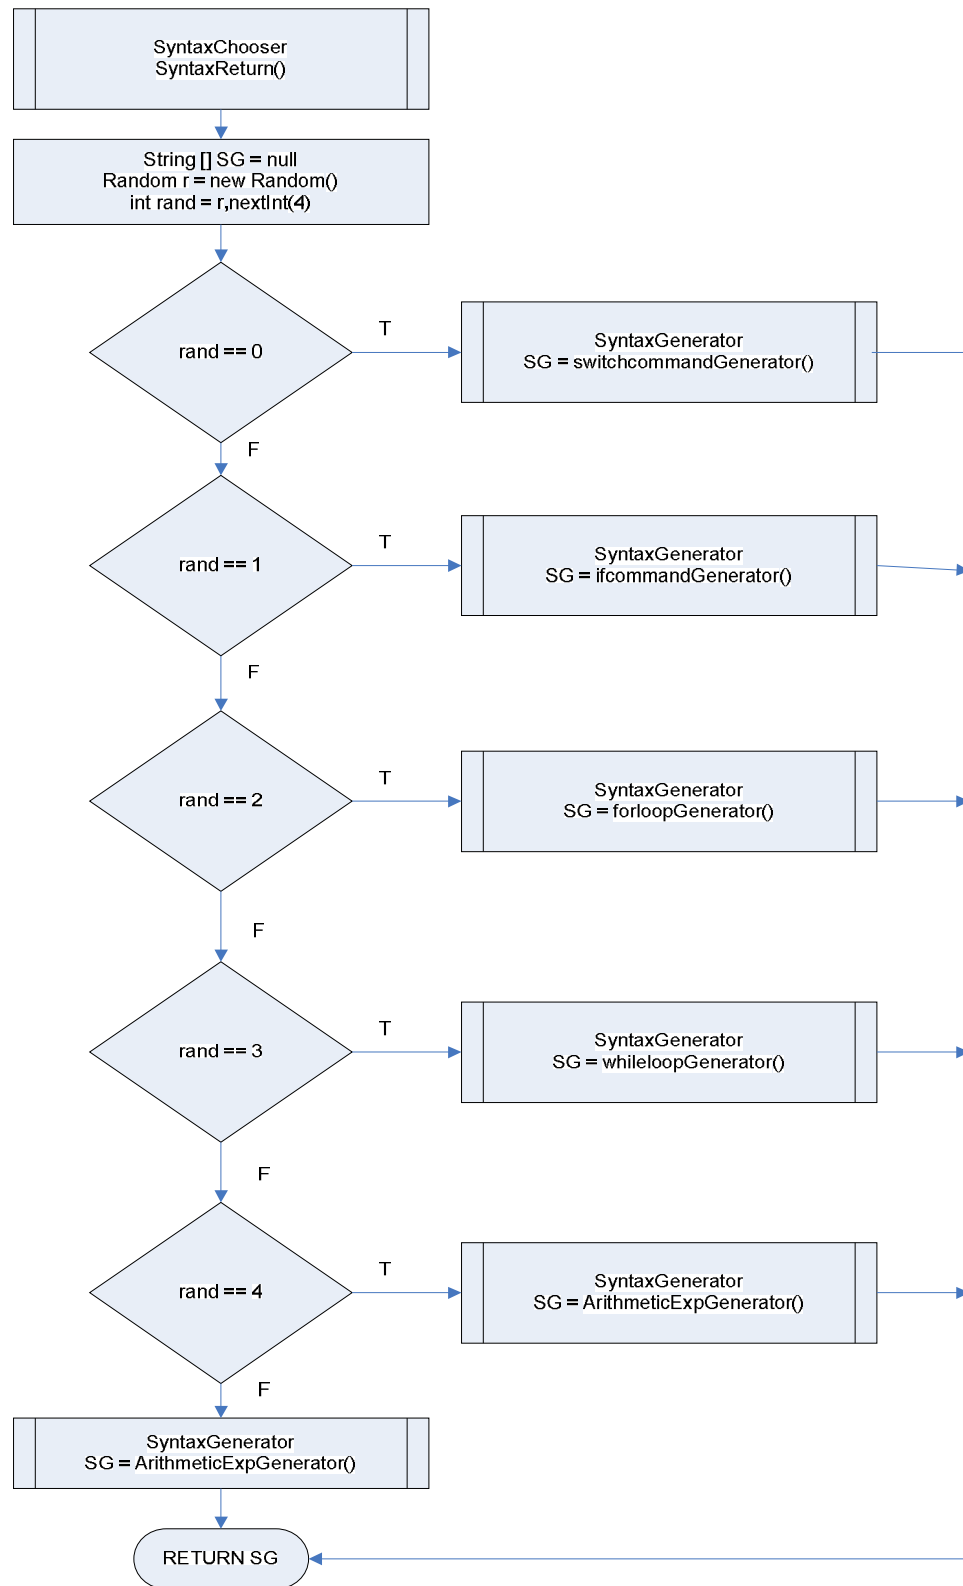 SyntaxChooser
SyntaxReturn()
String [] SG = null
Random r = new Random()
int rand = r,nextInt(4)
rand == 0
T
SyntaxGenerator
SG = switchcommandGenerator()
F
rand == 1
T
SyntaxGenerator
SG = ifcommandGenerator()
F
rand == 2
T
SyntaxGenerator
SG = forloopGenerator()
F
rand == 3
T
SyntaxGenerator
SG = whileloopGenerator()
F
rand == 4
T
SyntaxGenerator
SG = ArithmeticExpGenerator()
F
SyntaxGenerator
SG = ArithmeticExpGenerator()
RETURN SG